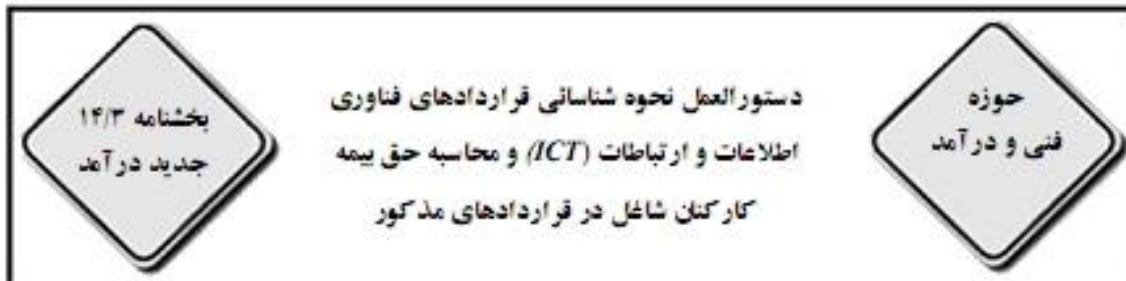 حوزه
فنی و درآمد
دستورالعمل نحوه شناسائی قراردادهای فناوری
اطلاعات و ارتباطات (ICT) و محاسبه حق بیمه
کارکنان شاغل در قراردادهای مذکور
بخشنامه ۱۴/۳
جدید درآمد